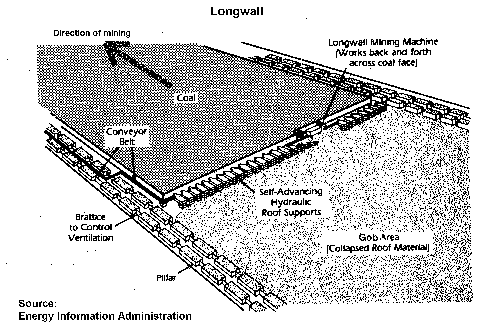 Longwall
Direction of mining
Longwall Mining Machine
(Works back and forth
across coal face)
Coal
Conveyor
Belt
Self-Advancing
Hydraulic
Roof Supports
Brattice
to Control
Ventilation
Gob Area
(Collapsed Roof Material)
Pillar
Source:
Energy Information Administration